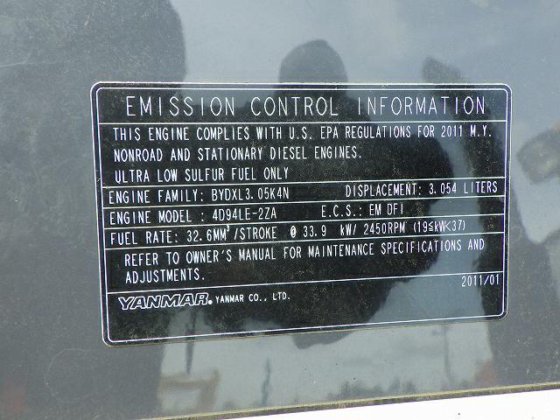 EMISSION CONTROL INFORMATION
THIS ENGINE COMPLIES WITH U.S. EPA REGULATIONS FOR 2011 M.Y.
NONROAD AND STATIONARY DIESEL ENGINES.
ULTRA LOW SULFUR FUEL ONLY
ENGINE FAMILY: BYDXL3.05K4N DISPLACEMENT: 3.054 LITERS
ENGINE MODEL : 4D94LE-2ZA E.C.S.: EM DFI
FUEL RATE: 32.6MM³/STROKE @ 33.9 kW/ 2450RPM (19≤kW<37)
REFER TO OWNER'S MANUAL FOR MAINTENANCE SPECIFICATIONS AND
ADJUSTMENTS.
YANMAR. YANMAR CO., LTD. 2011/01